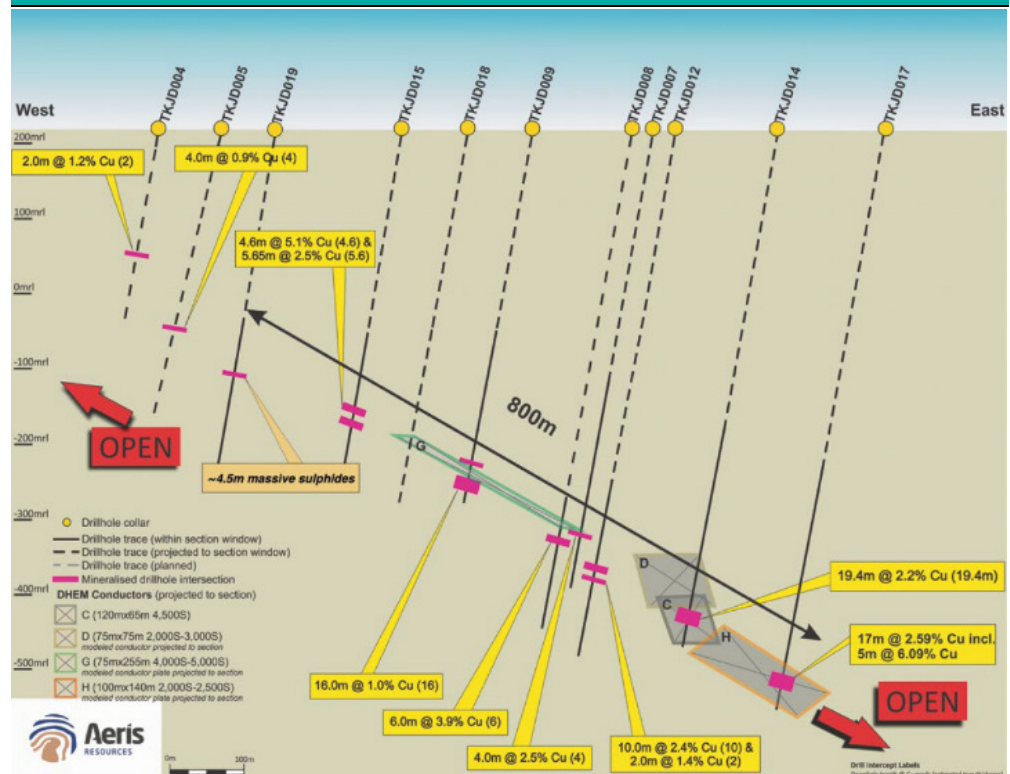 TKJD004
TKJD005
TKJD019
TKJD015
TKJD018
TKJD009
TKJD008
TKJD007
TKJD012
TKJD014
TKJD017
West
East
200mrl
2.0m @ 1.2% Cu (2)
4.0m @ 0.9% Cu (4)
100mrl
4.6m @ 5.1% Cu (4.6) &
5.65m @ 2.5% Cu (5.6)
0mrl
-100mrl
800m
OPEN
-200mrl
G
~4.5m massive sulphides
-300mrl
Drillhole collar
Drillhole trace (within section window)
Drillhole trace (projected to section window)
Drillhole trace (planned)
Mineralised drillhole intersection
-400mrl
DHEM Conductors (projected to section)
C (120mx65m 4,500S)
D (75mx75m 2,000S-3,000S)
modeled conductor projected to section
G (75mx255m 4,000S-5,000S)
modeled conductor plate projected to section
-500mrl
H (100mx140m 2,000S-2,500S)
modeled conductor plate projected to section
D
C
H
19.4m @ 2.2% Cu (19.4m)
17m @ 2.59% Cu incl.
5m @ 6.09% Cu
16.0m @ 1.0% Cu (16)
6.0m @ 3.9% Cu (6)
4.0m @ 2.5% Cu (4)
10.0m @ 2.4% Cu (10) &
2.0m @ 1.4% Cu (2)
OPEN
Aeris
RESOURCES
0m
100m
Drill Intercept Labels